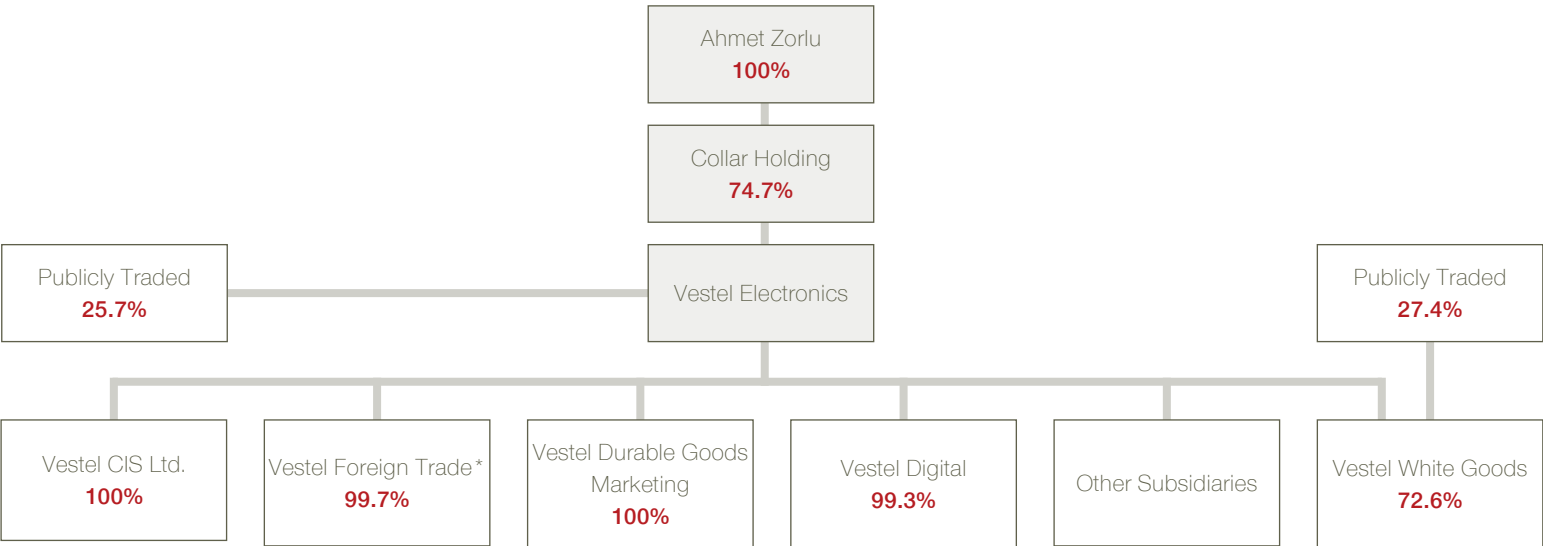 Ahmet Zorlu
100%
Collar Holding
74.7%
Publicly Traded
25.7%
Vestel Electronics
Publicly Traded
27.4%
Vestel CIS Ltd.
100%
Vestel Foreign Trade*
99.7%
Vestel Durable Goods
Marketing
100%
Vestel Digital
99.3%
Other Subsidiaries
Vestel White Goods
72.6%